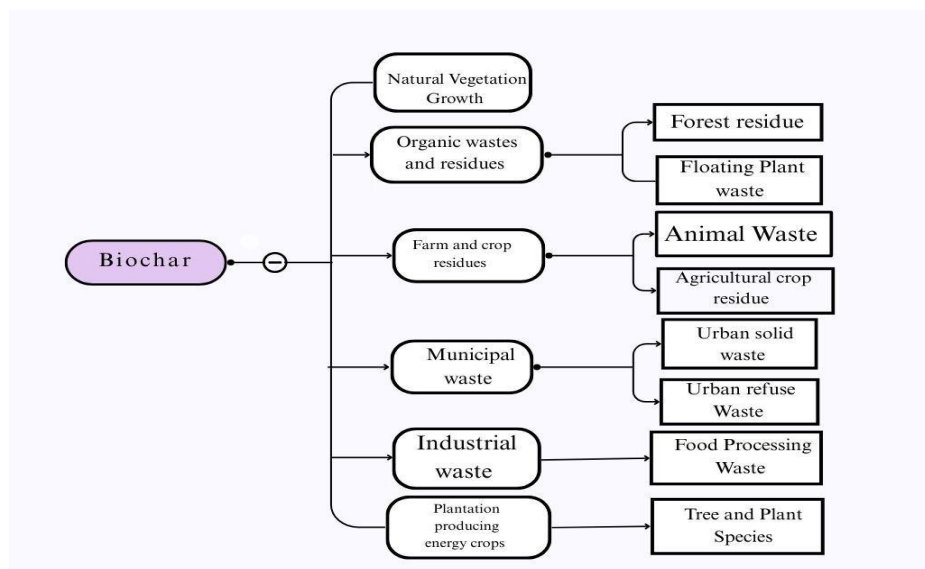 Biochar
Natural Vegetation
Growth
Organic wastes
and residues
Forest residue
Floating Plant
waste
Farm and crop
residues
Animal Waste
Agricultural crop
residue
Municipal
waste
Urban solid
waste
Urban refuse
Waste
Industrial
waste
Food Processing
Waste
Plantation
producing
energy crops
Tree and Plant
Species